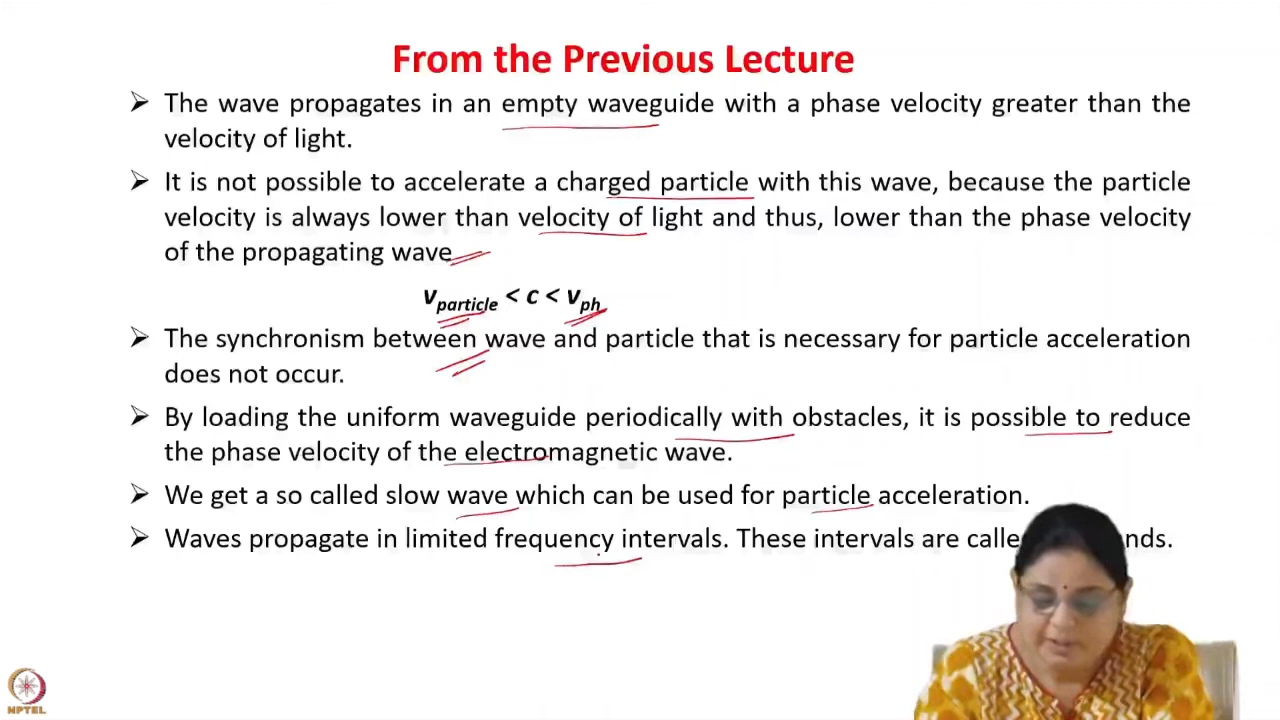 From the Previous Lecture
➢ The wave propagates in an empty waveguide with a phase velocity greater than the
velocity of light.
➢ It is not possible to accelerate a charged particle with this wave, because the particle
velocity is always lower than velocity of light and thus, lower than the phase velocity
of the propagating wave
v_particle < c < v_ph
➢ The synchronism between wave and particle that is necessary for particle acceleration
does not occur.
➢ By loading the uniform waveguide periodically with obstacles, it is possible to reduce
the phase velocity of the electromagnetic wave.
➢ We get a so called slow wave which can be used for particle acceleration.
➢ Waves propagate in limited frequency intervals. These intervals are
NPTEL